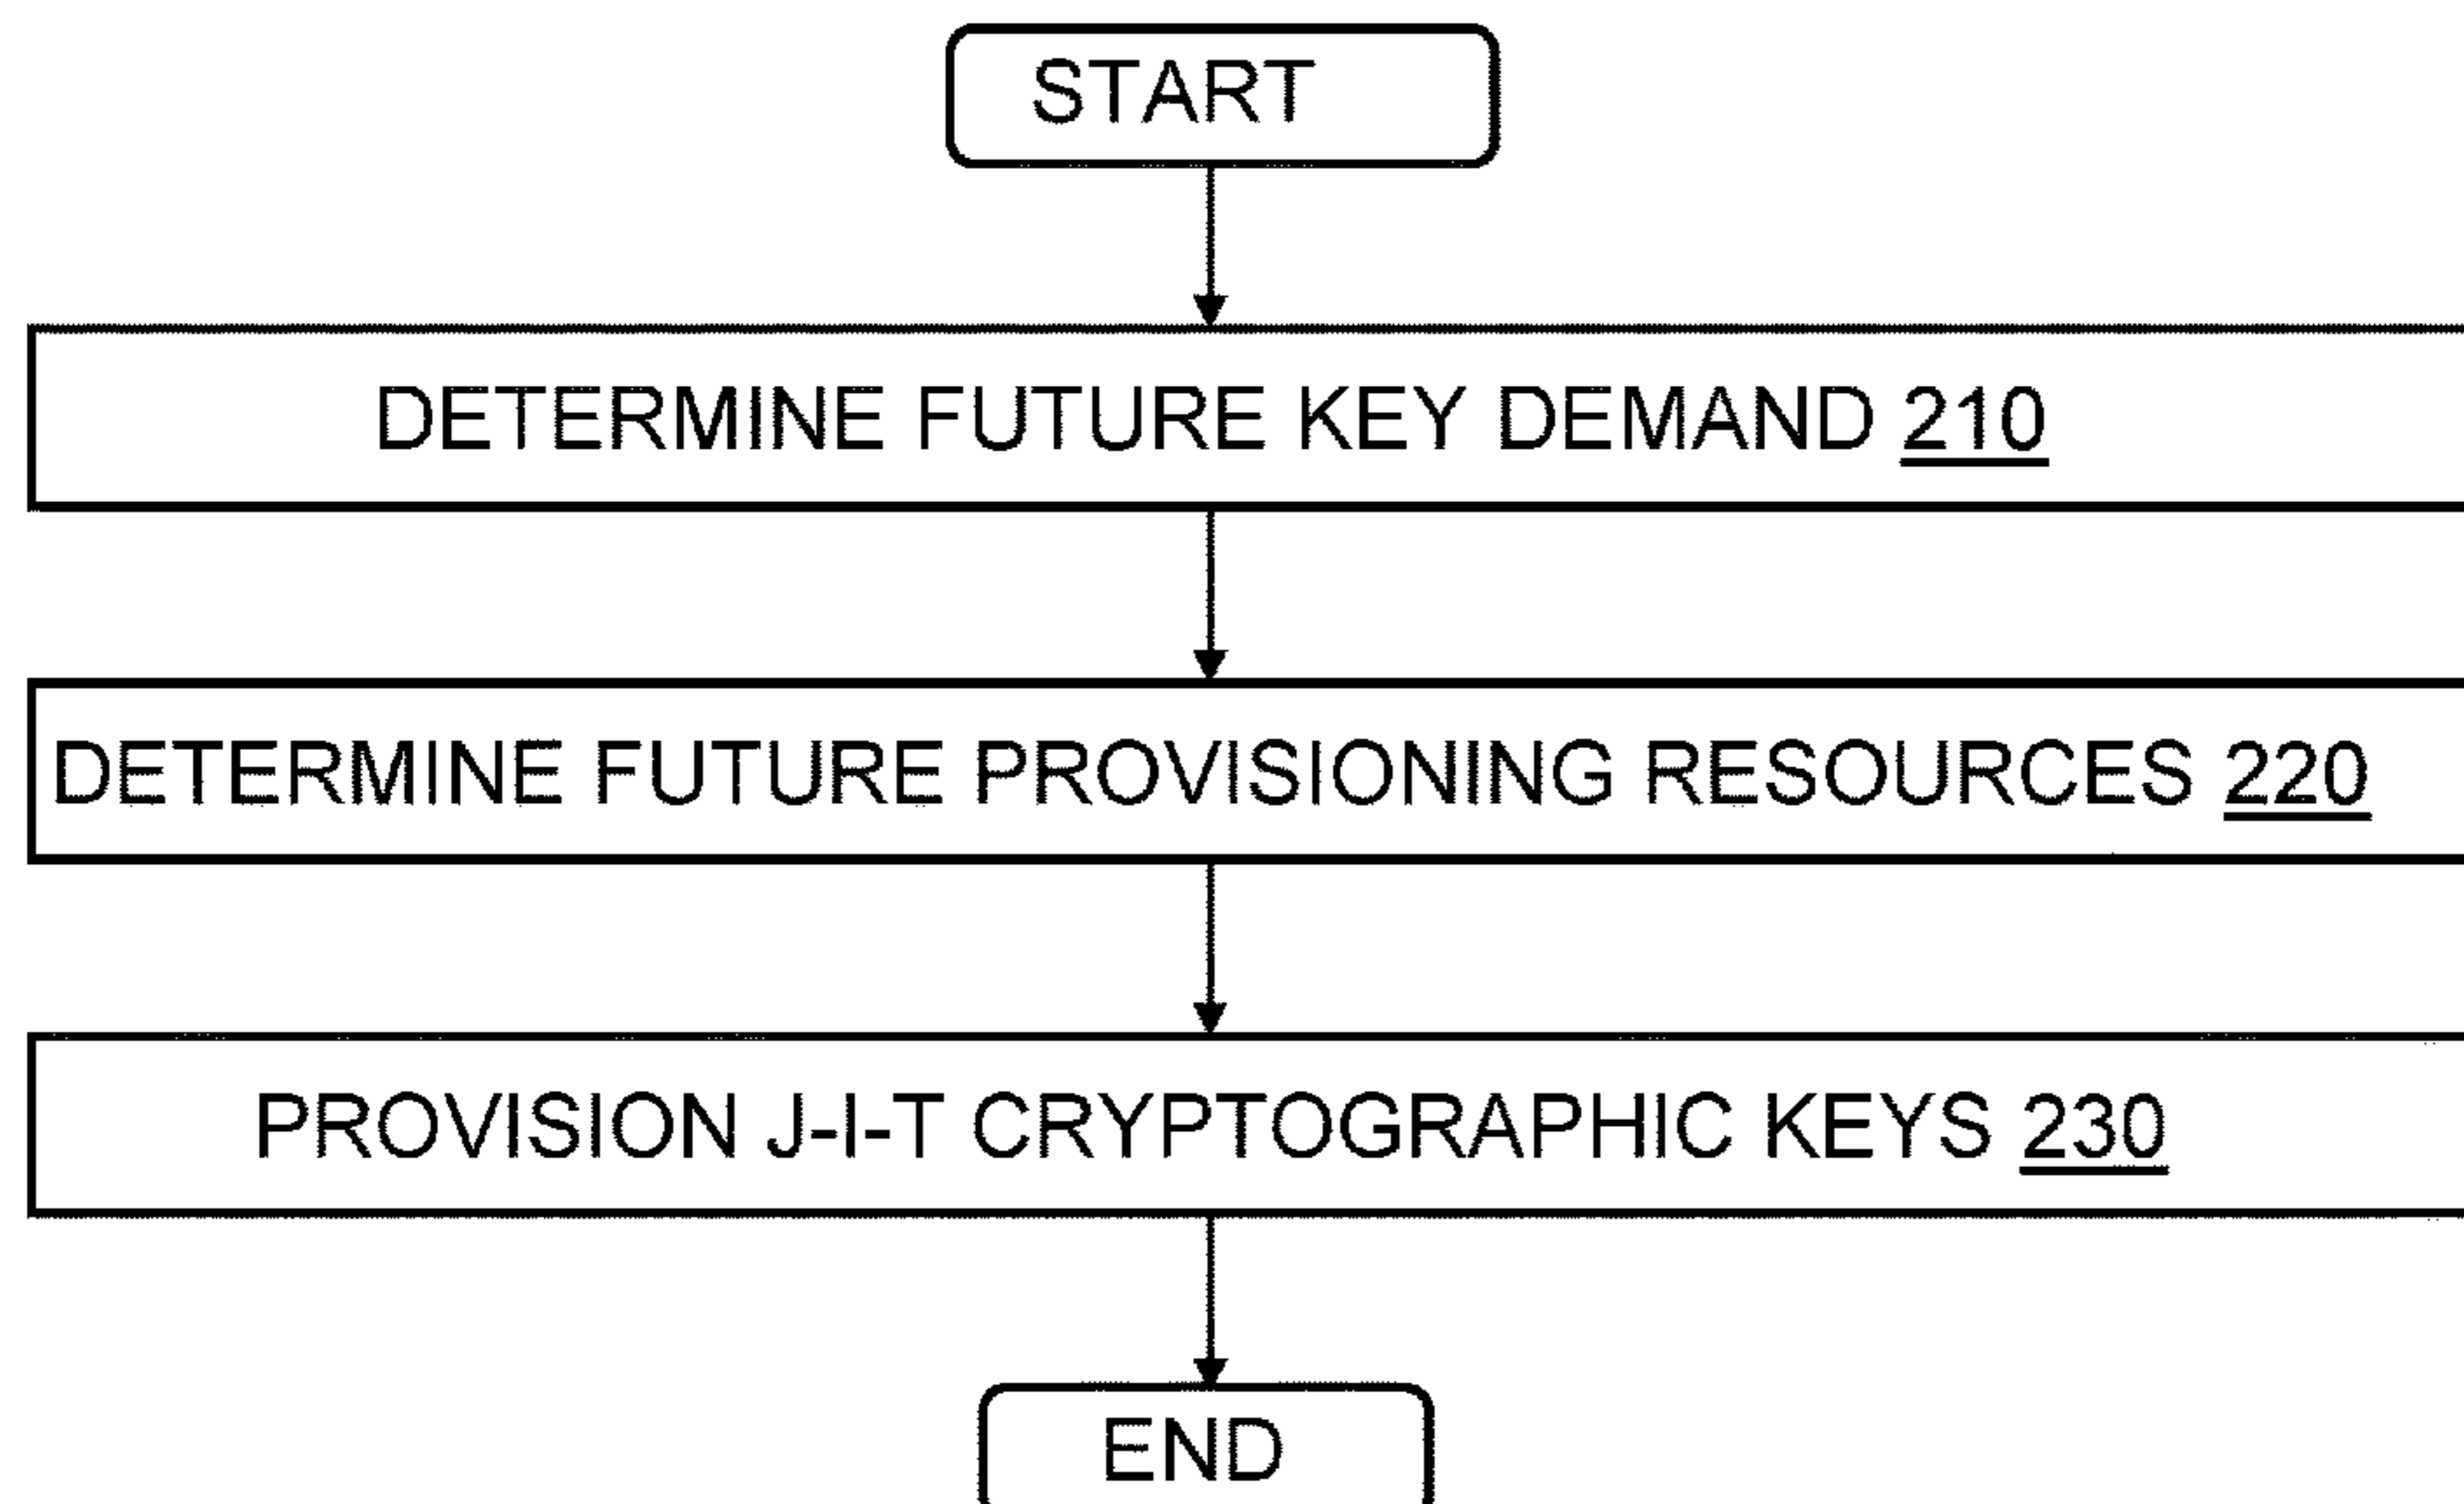 START
DETERMINE FUTURE KEY DEMAND 210
DETERMINE FUTURE PROVISIONING RESOURCES 220
PROVISION J-I-T CRYPTOGRAPHIC KEYS 230
END